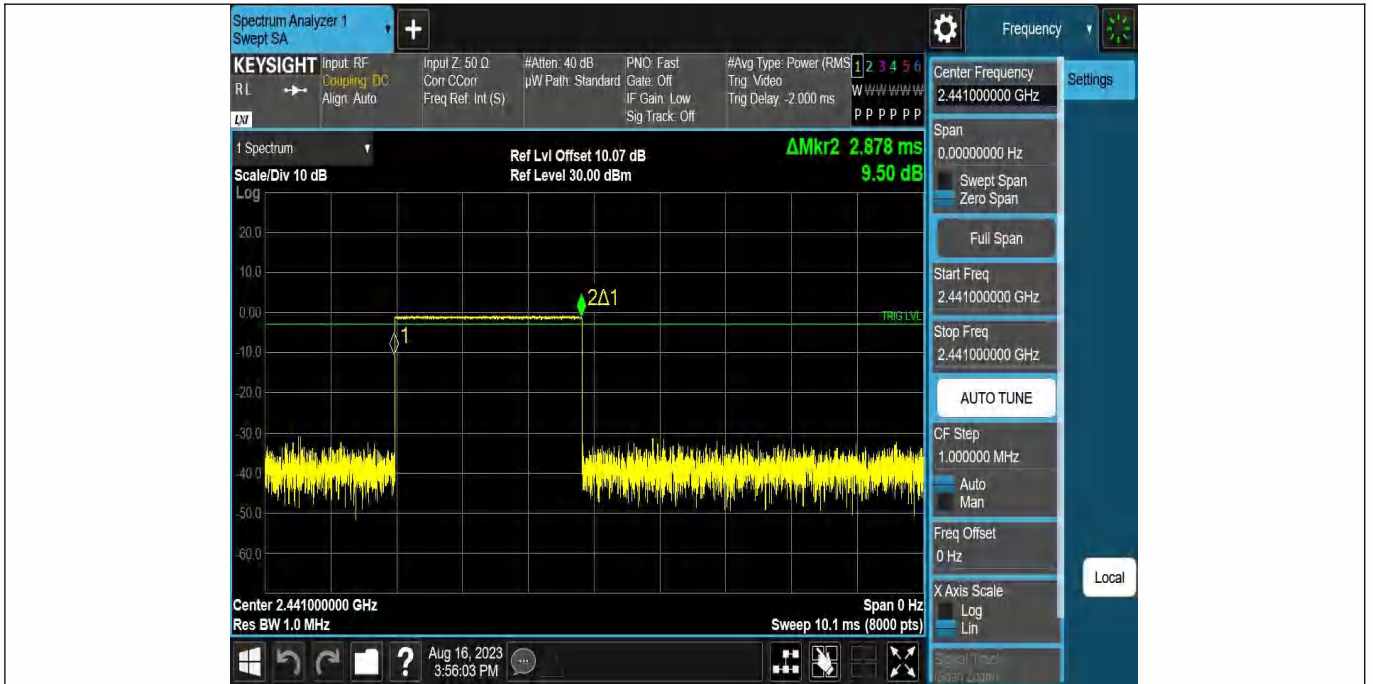 Spectrum Analyzer 1
Swept SA
+
Frequency
KEYSIGHT
RL
LXI
Input: RF
Coupling: DC
Align: Auto
Input Z: 50 Ω
Corr CCorr
Freq Ref: Int (S)
#Atten: 40 dB
µW Path: Standard
PNO: Fast
Gate: Off
IF Gain: Low
Sig Track: Off
#Avg Type: Power (RMS
Trig: Video
Trig Delay: -2.000 ms
1 2 3 4 5 6
W W W W W W
P P P P P P
1 Spectrum
Scale/Div 10 dB
Ref Lvl Offset 10.07 dB
Ref Level 30.00 dBm
ΔMkr2 2.878 ms
9.50 dB
Log
20.0
10.0
0.00
-10.0
-20.0
-30.0
-40.0
-50.0
-60.0
2Δ1
1
TRIG LVL
Center 2.441000000 GHz
Res BW 1.0 MHz
Span 0 Hz
Sweep 10.1 ms (8000 pts)
Center Frequency
2.441000000 GHz
Settings
Span
0.00000000 Hz
Swept Span
Zero Span
Full Span
Start Freq
2.441000000 GHz
Stop Freq
2.441000000 GHz
AUTO TUNE
CF Step
1.000000 MHz
Auto
Man
Freq Offset
0 Hz
X Axis Scale
Log
Lin
Local
Signal Track
(Span Zoom)
?
Aug 16, 2023
3:56:03 PM